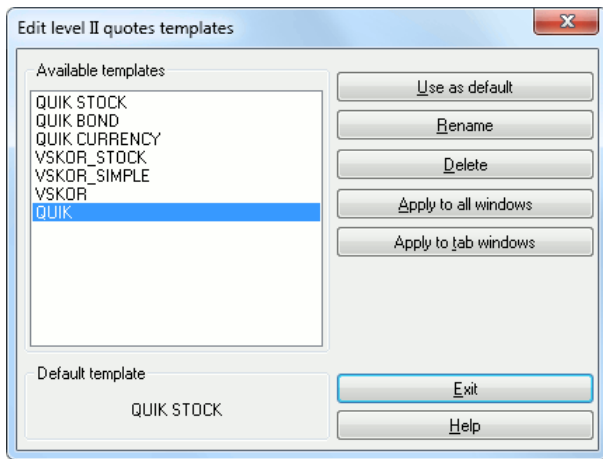 Edit level II quotes templates
Available templates
QUIK STOCK
QUIK BOND
QUIK CURRENCY
VSKOR_STOCK
VSKOR_SIMPLE
VSKOR
QUIK
Use as default
Rename
Delete
Apply to all windows
Apply to tab windows
Default template
QUIK STOCK
Exit
Help